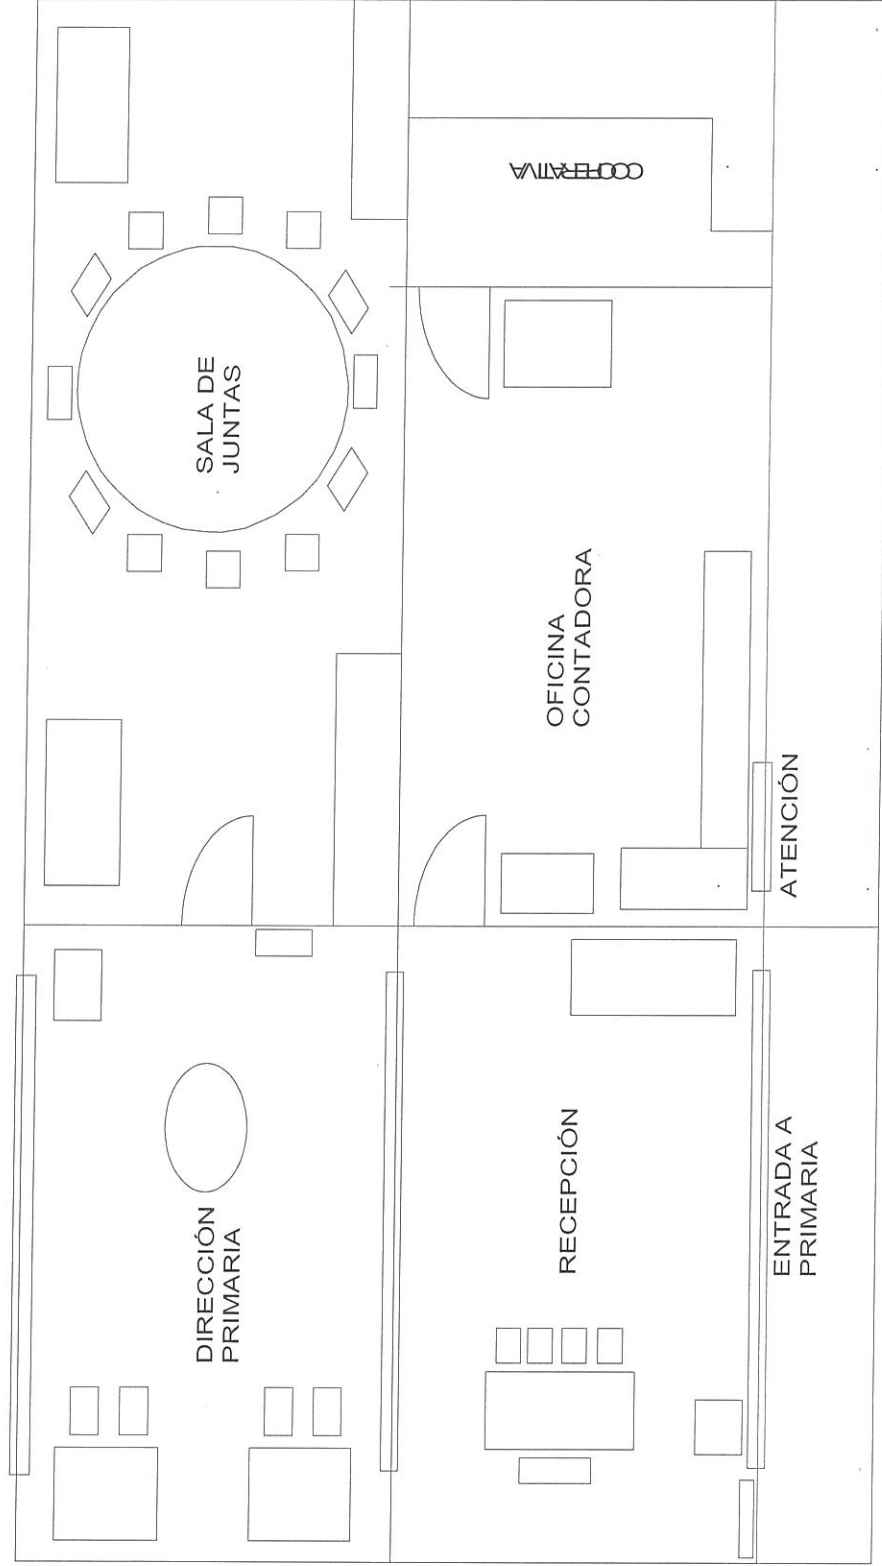 DIRECCIÓN
PRIMARIA
SALA DE
JUNTAS
RECEPCIÓN
OFICINA
CONTADORA
COOPERATIVA
ENTRADA A
PRIMARIA
ATENCIÓN